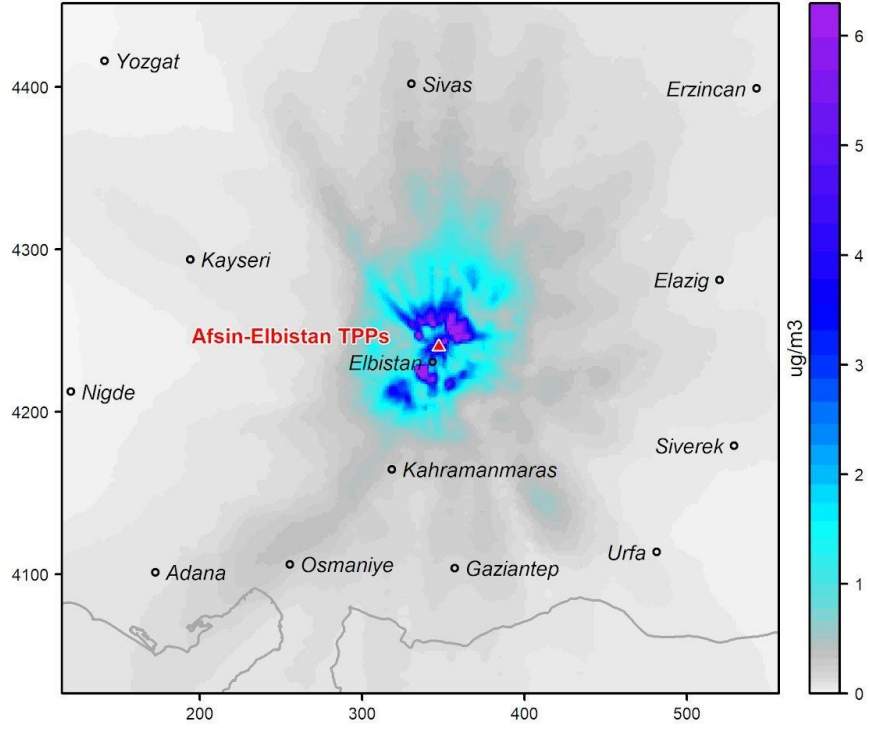 6
4400
Yozgat
Sivas
Erzincan
5
4300
Kayseri
4
Elazig
Afsin-Elbistan TPPs
ug/m3
3
Elbistan
4200
Nigde
Siverek
2
Kahramanmaras
Urfa
4100
Adana
Osmaniye
Gaziantep
1
0
200
300
400
500